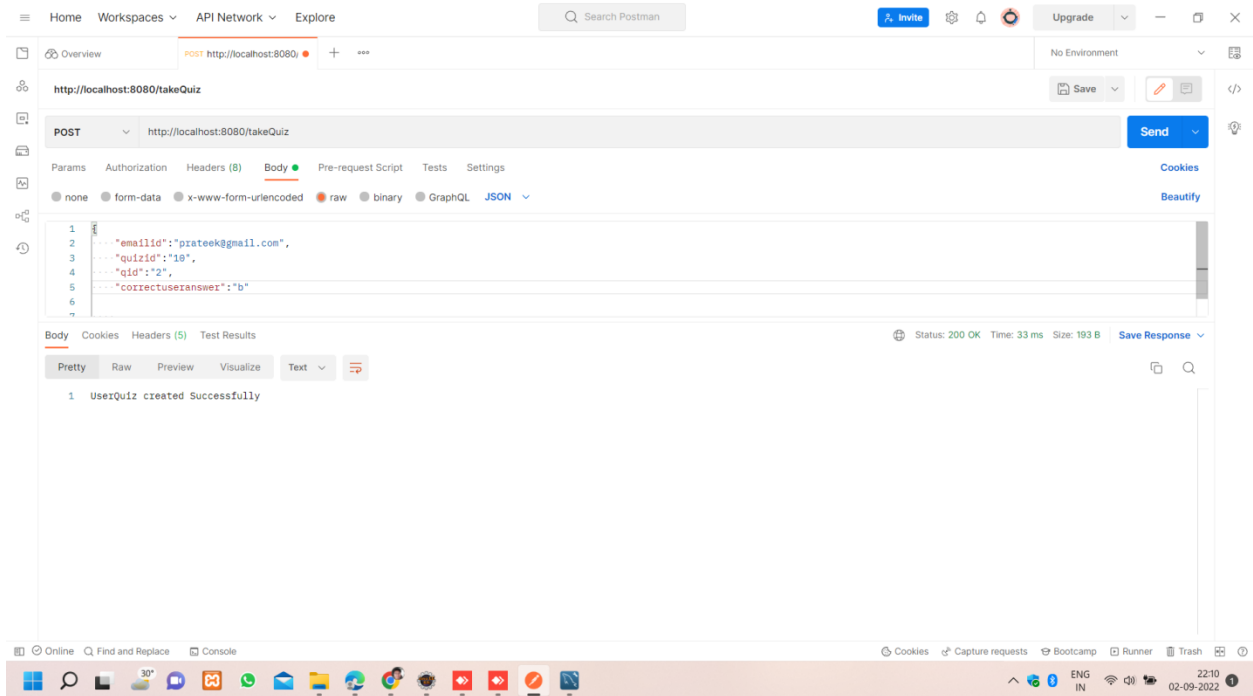 Home Workspaces API Network Explore Search Postman Invite Upgrade
Overview POST http://localhost:8080/ No Environment
http://localhost:8080/takeQuiz Save
POST http://localhost:8080/takeQuiz Send
Params Authorization Headers (8) Body Pre-request Script Tests Settings Cookies
none form-data x-www-form-urlencoded raw binary GraphQL JSON Beautify
1 {
2 "emailid":"prateek@gmail.com",
3 "quizid":"10",
4 "qid":"2",
5 "correctuseranswer":"b"
6
7
Body Cookies Headers (5) Test Results Status: 200 OK Time: 33 ms Size: 193 B Save Response
Pretty Raw Preview Visualize Text
1 UserQuiz created Successfully
Online Find and Replace Console Cookies Capture requests Bootcamp Runner Trash
30° ENG 22:10
IN 02-09-2022 1